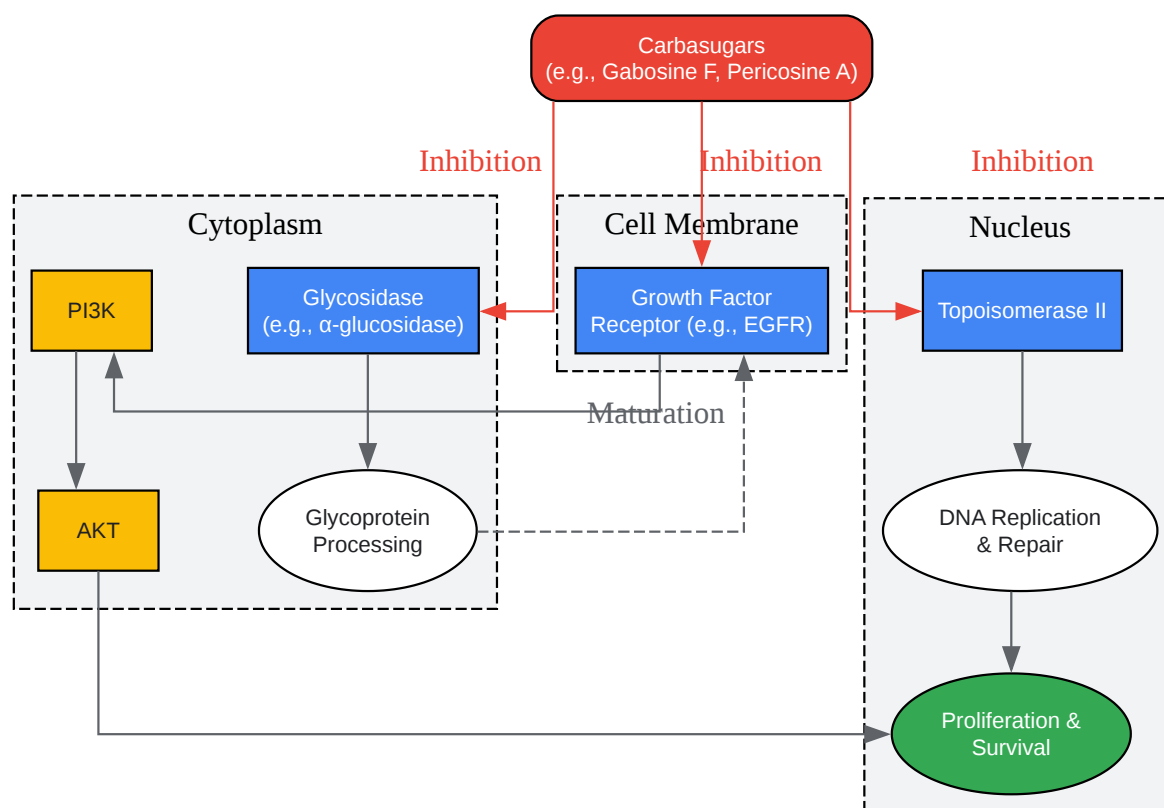 Carbasugars
(e.g., Gabosine F, Pericosine A)
Inhibition
Inhibition
Inhibition
Cytoplasm
Cell Membrane
Nucleus
PI3K
Glycosidase
(e.g., α-glucosidase)
Growth Factor
Receptor (e.g., EGFR)
Topoisomerase II
Maturation
AKT
Glycoprotein
Processing
DNA Replication
& Repair
Proliferation &
Survival